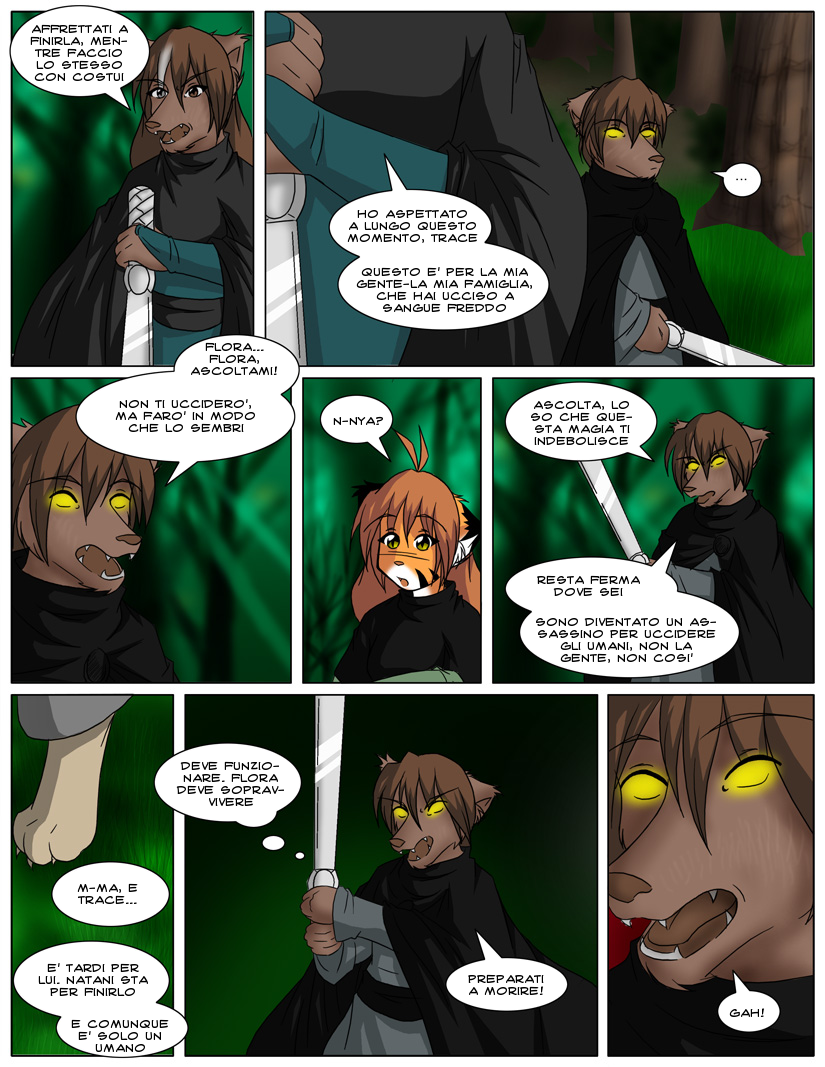 AFFRETTATI A
FINIRLA, MEN-
TRE FACCIO
LO STESSO
CON COSTUI
HO ASPETTATO
A LUNGO QUESTO
MOMENTO, TRACE
QUESTO E' PER LA MIA
GENTE-LA MIA FAMIGLIA,
CHE HAI UCCISO A
SANGUE FREDDO
...
FLORA...
FLORA,
ASCOLTAMI!
NON TI UCCIDERO',
MA FARO' IN MODO
CHE LO SEMBRI
N-NYA?
ASCOLTA, LO
SO CHE QUE-
STA MAGIA TI
INDEBOLISCE
RESTA FERMA
DOVE SEI
SONO DIVENTATO UN AS-
SASSINO PER UCCIDERE
GLI UMANI, NON LA
GENTE, NON COSI'
M-MA, E
TRACE...
E' TARDI PER
LUI. NATANI STA
PER FINIRLO
E COMUNQUE
E' SOLO UN
UMANO
DEVE FUNZIO-
NARE. FLORA
DEVE SOPRAV-
VIVERE
PREPARATI
A MORIRE!
GAH!